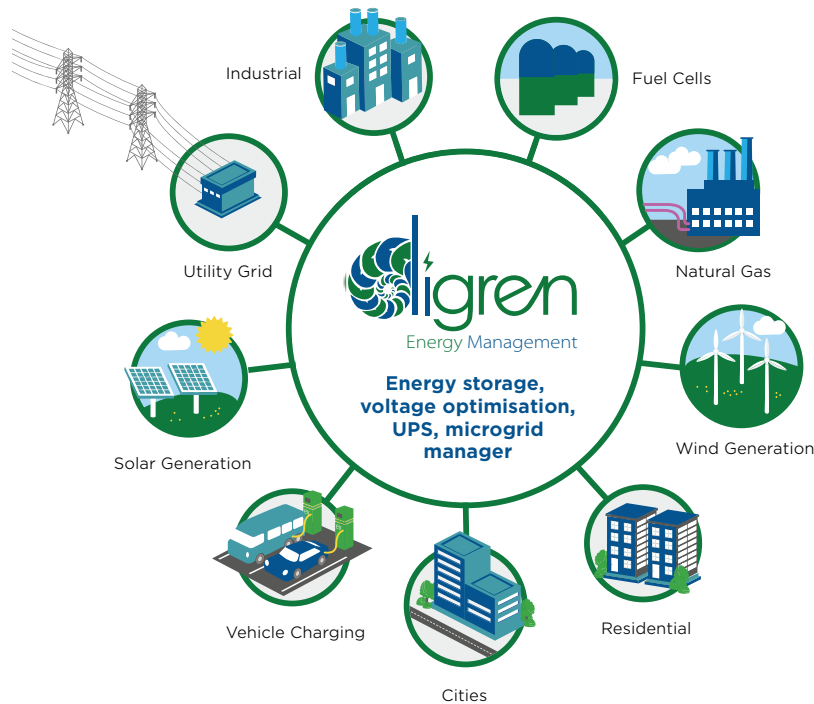 Industrial
Fuel Cells
Utility Grid
Natural Gas
digren
Energy Management
Energy storage,
voltage optimisation,
UPS, microgrid
manager
Solar Generation
Wind Generation
Vehicle Charging
Residential
Cities